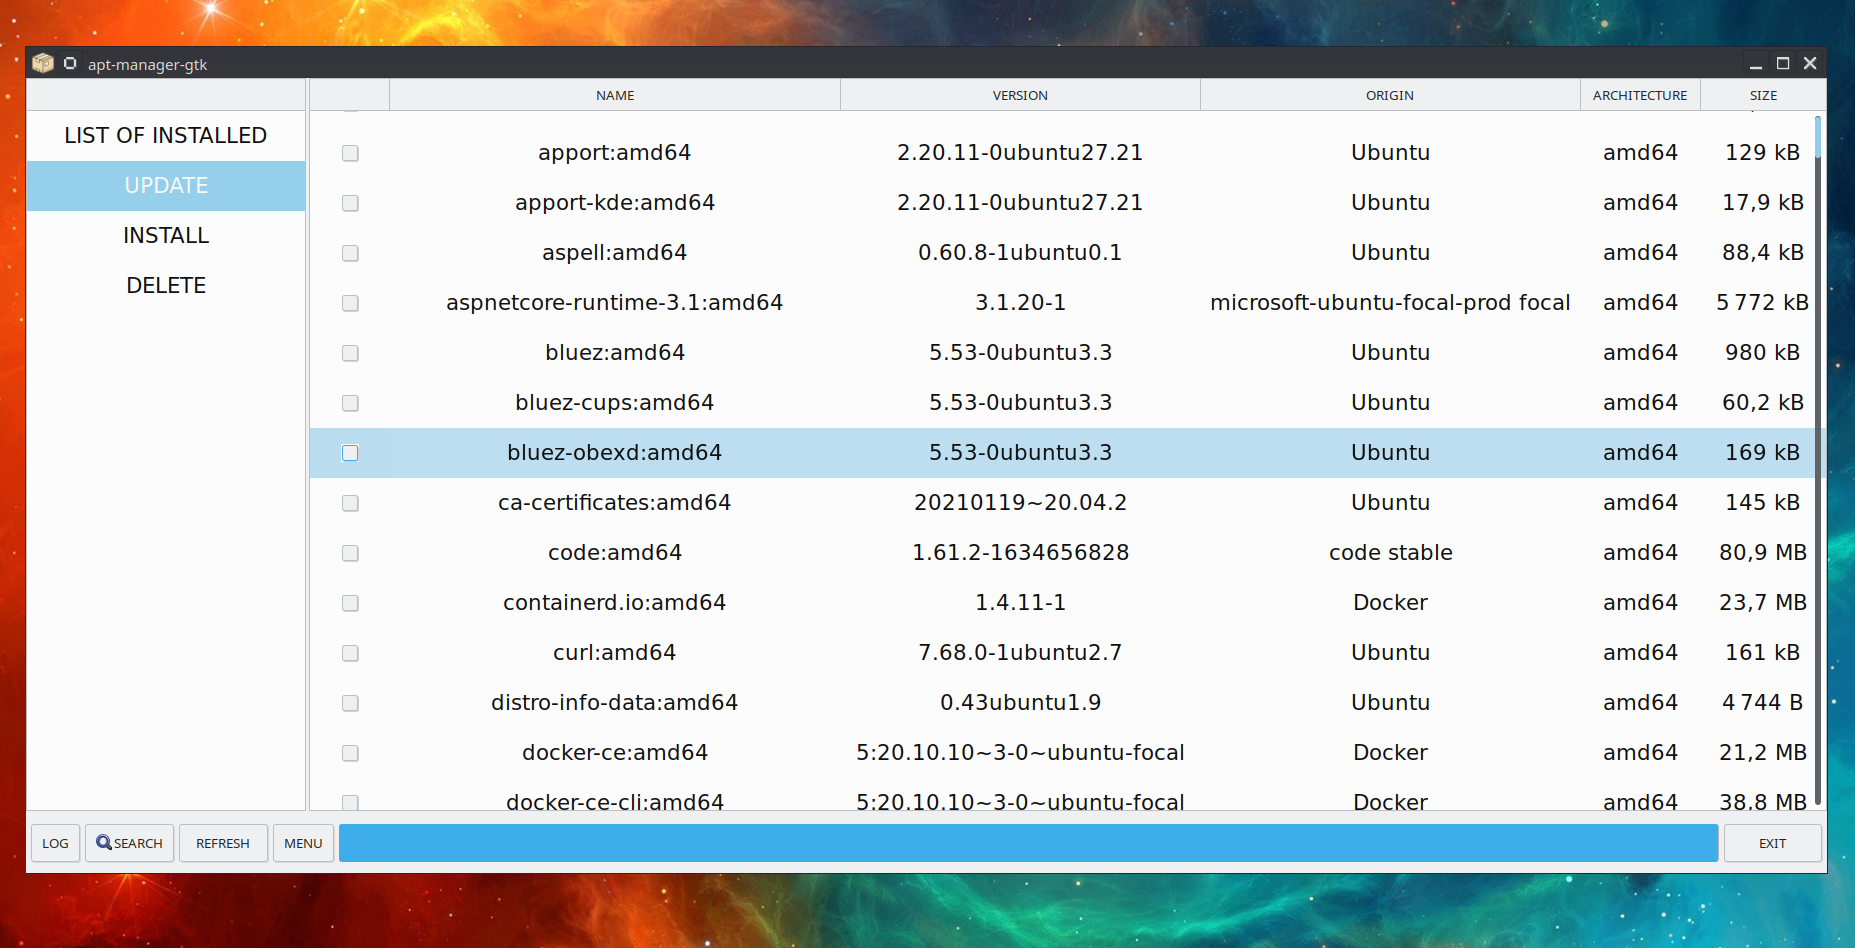 apt-manager-gtk
NAME VERSION ORIGIN ARCHITECTURE SIZE
LIST OF INSTALLED
UPDATE
INSTALL
DELETE
apport:amd64 2.20.11-0ubuntu27.21 Ubuntu amd64 129 kB
apport-kde:amd64 2.20.11-0ubuntu27.21 Ubuntu amd64 17,9 kB
aspell:amd64 0.60.8-1ubuntu0.1 Ubuntu amd64 88,4 kB
aspnetcore-runtime-3.1:amd64 3.1.20-1 microsoft-ubuntu-focal-prod focal amd64 5 772 kB
bluez:amd64 5.53-0ubuntu3.3 Ubuntu amd64 980 kB
bluez-cups:amd64 5.53-0ubuntu3.3 Ubuntu amd64 60,2 kB
bluez-obexd:amd64 5.53-0ubuntu3.3 Ubuntu amd64 169 kB
ca-certificates:amd64 20210119~20.04.2 Ubuntu amd64 145 kB
code:amd64 1.61.2-1634656828 code stable amd64 80,9 MB
containerd.io:amd64 1.4.11-1 Docker amd64 23,7 MB
curl:amd64 7.68.0-1ubuntu2.7 Ubuntu amd64 161 kB
distro-info-data:amd64 0.43ubuntu1.9 Ubuntu amd64 4 744 B
docker-ce:amd64 5:20.10.10~3-0~ubuntu-focal Docker amd64 21,2 MB
docker-ce-cli:amd64 5:20.10.10~3-0~ubuntu-focal Docker amd64 38,8 MB
LOG SEARCH REFRESH MENU EXIT